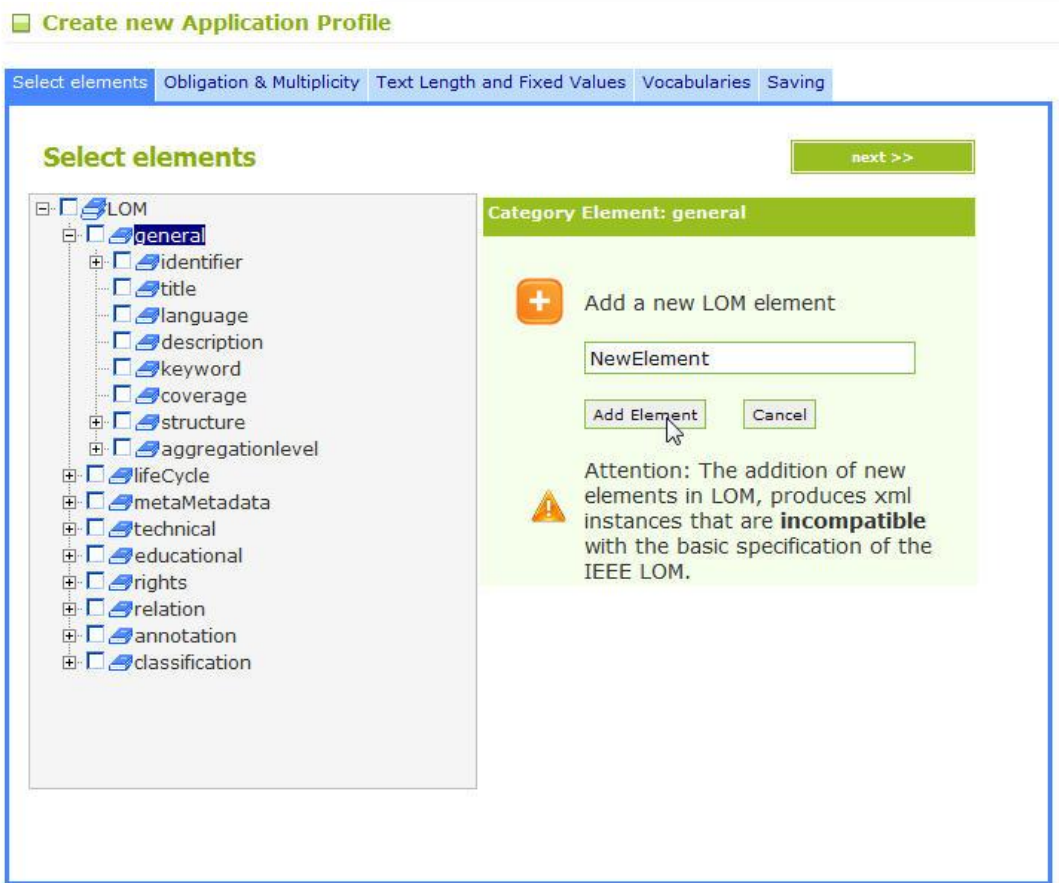 Create new Application Profile
Select elements Obligation & Multiplicity Text Length and Fixed Values Vocabularies Saving
Select elements
next >>
LOM
general
identifier
title
language
description
keyword
coverage
structure
aggregationlevel
lifeCycle
metaMetadata
technical
educational
rights
relation
annotation
classification
Category Element: general
Add a new LOM element
NewElement
Add Element Cancel
Attention: The addition of new
elements in LOM, produces xml
instances that are incompatible
with the basic specification of the
IEEE LOM.